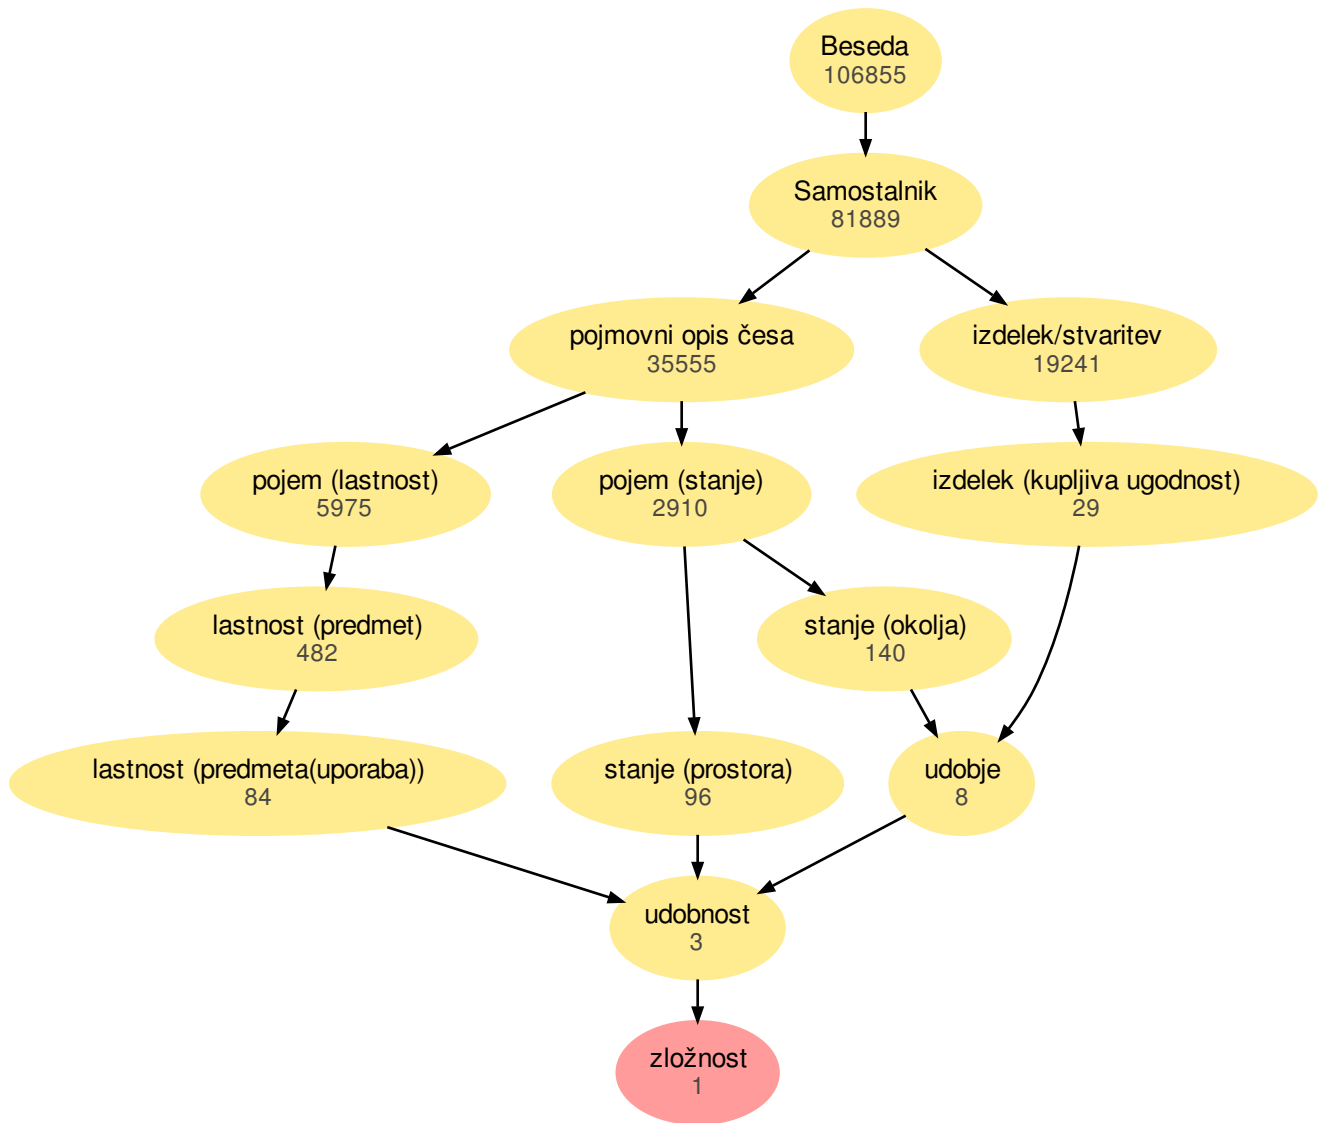 Beseda
106855
Samostalnik
81889
pojmovni opis česa
35555
izdelek/stvaritev
19241
pojem (lastnost)
5975
pojem (stanje)
2910
izdelek (kupljiva ugodnost)
29
lastnost (predmet)
482
stanje (okolja)
140
lastnost (predmeta(uporaba))
84
stanje (prostora)
96
udobje
8
udobnost
3
zložnost
1